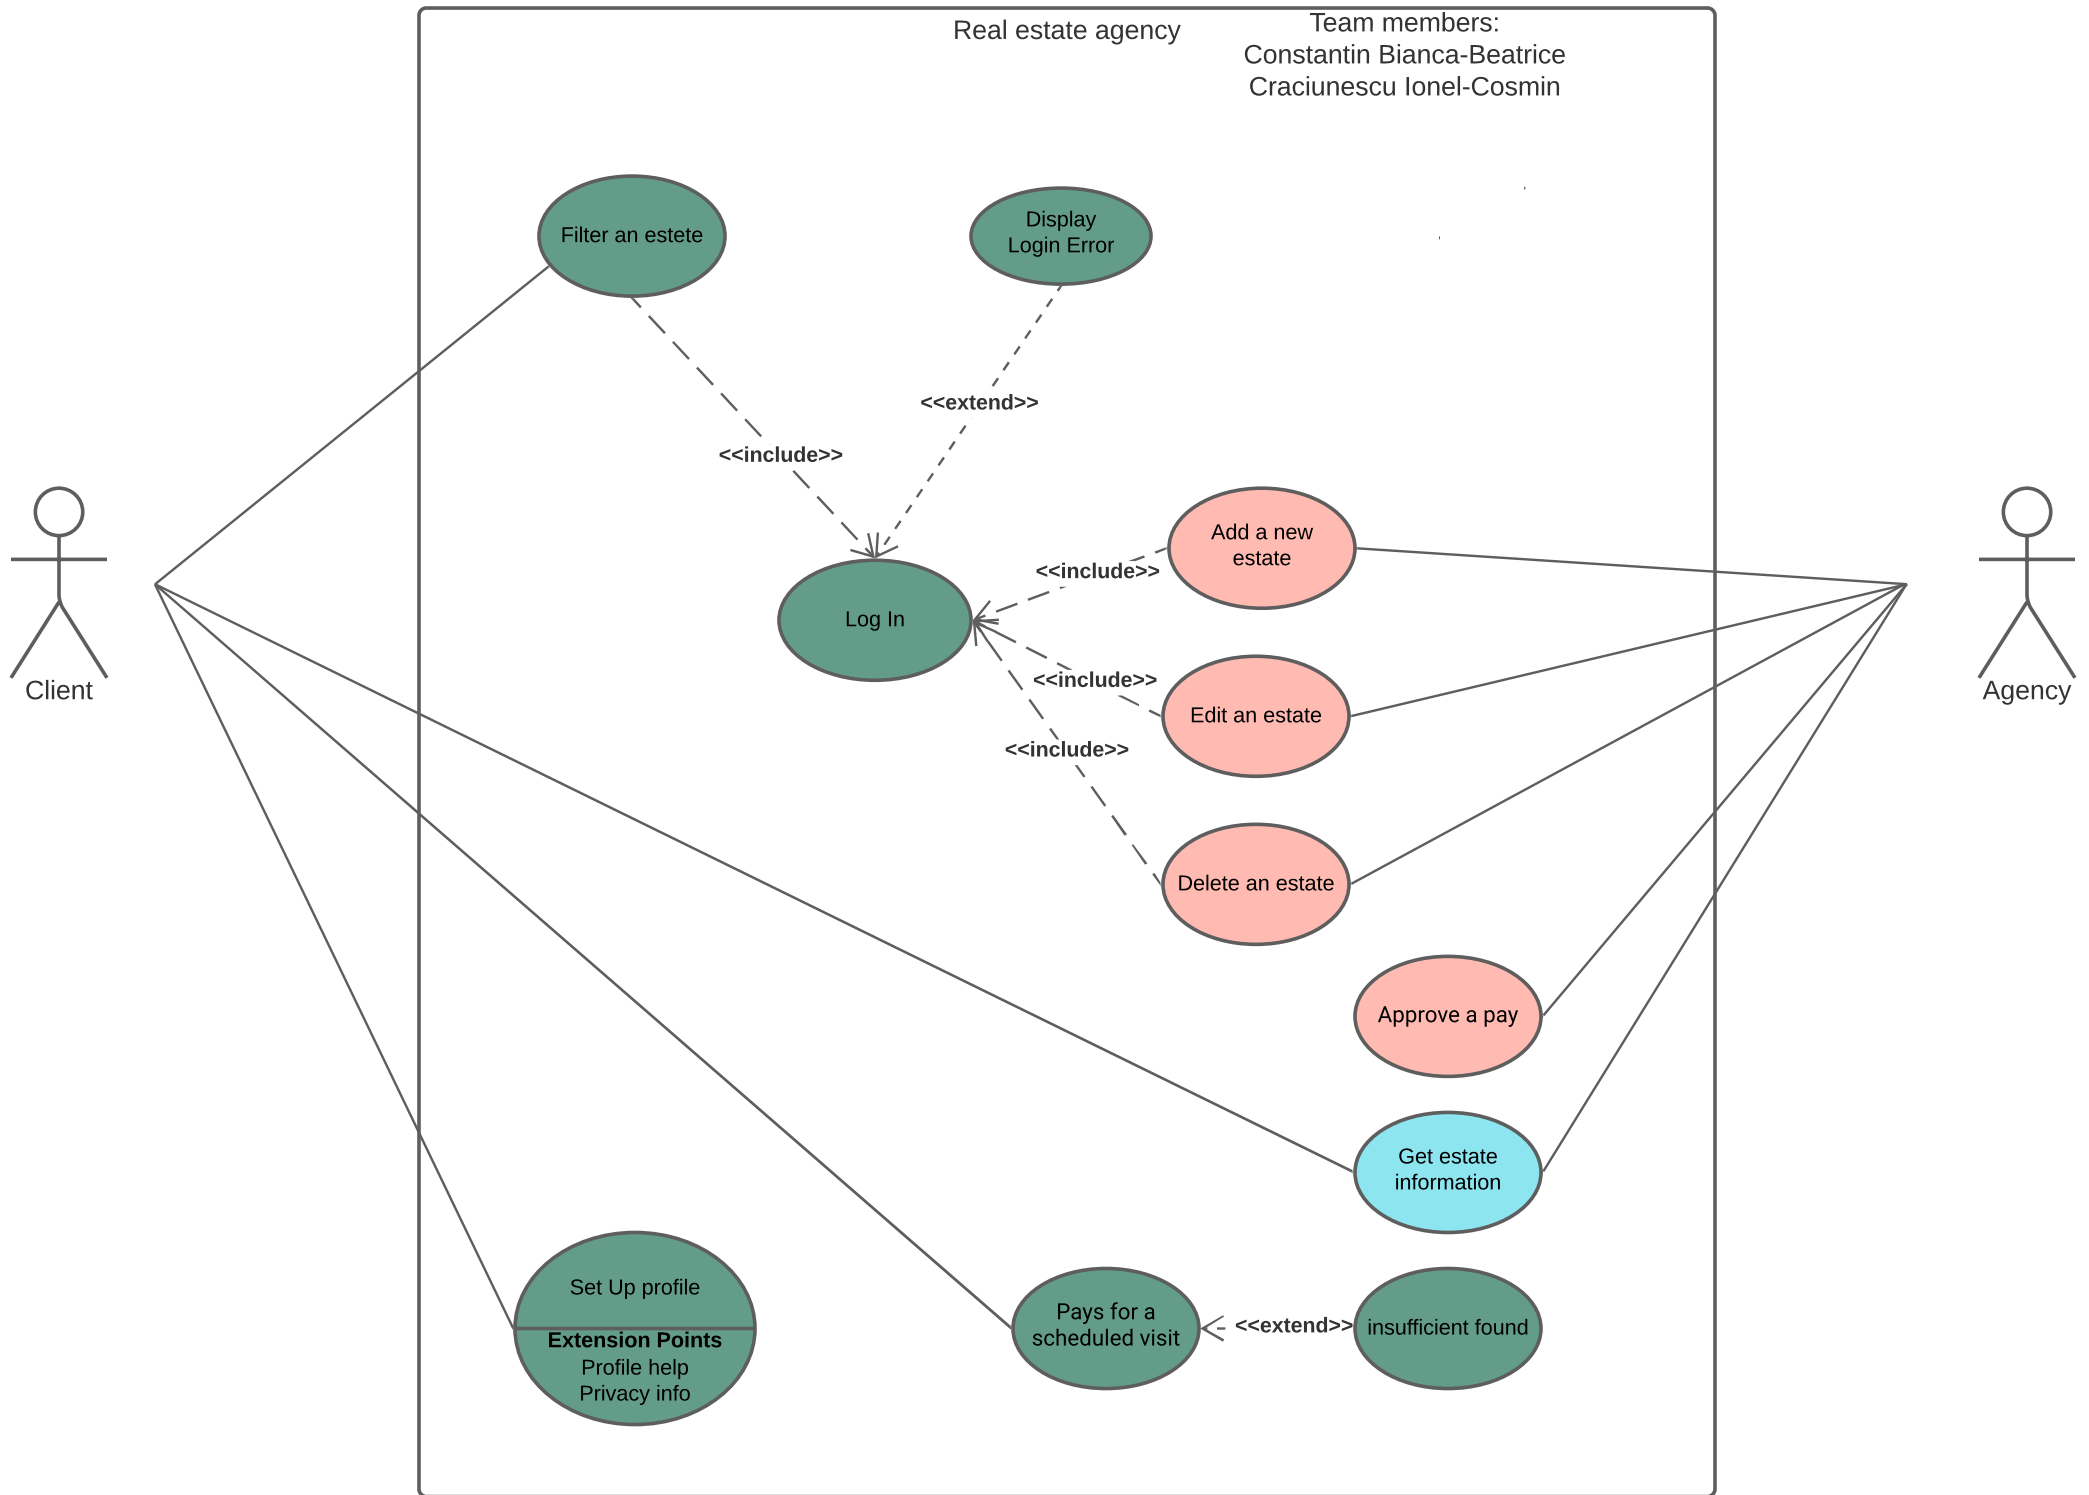 Real estate agency
Team members:
Constantin Bianca-Beatrice
Craciunescu Ionel-Cosmin
Filter an estete
Display
Login Error
<<extend>>
<<include>>
Add a new
estate
<<include>>
Log In
Client
<<include>>
Edit an estate
Agency
<<include>>
Delete an estate
Approve a pay
Get estate
information
Set Up profile
Extension Points
Profile help
Privacy info
Pays for a
scheduled visit
<<extend>>
insufficient found